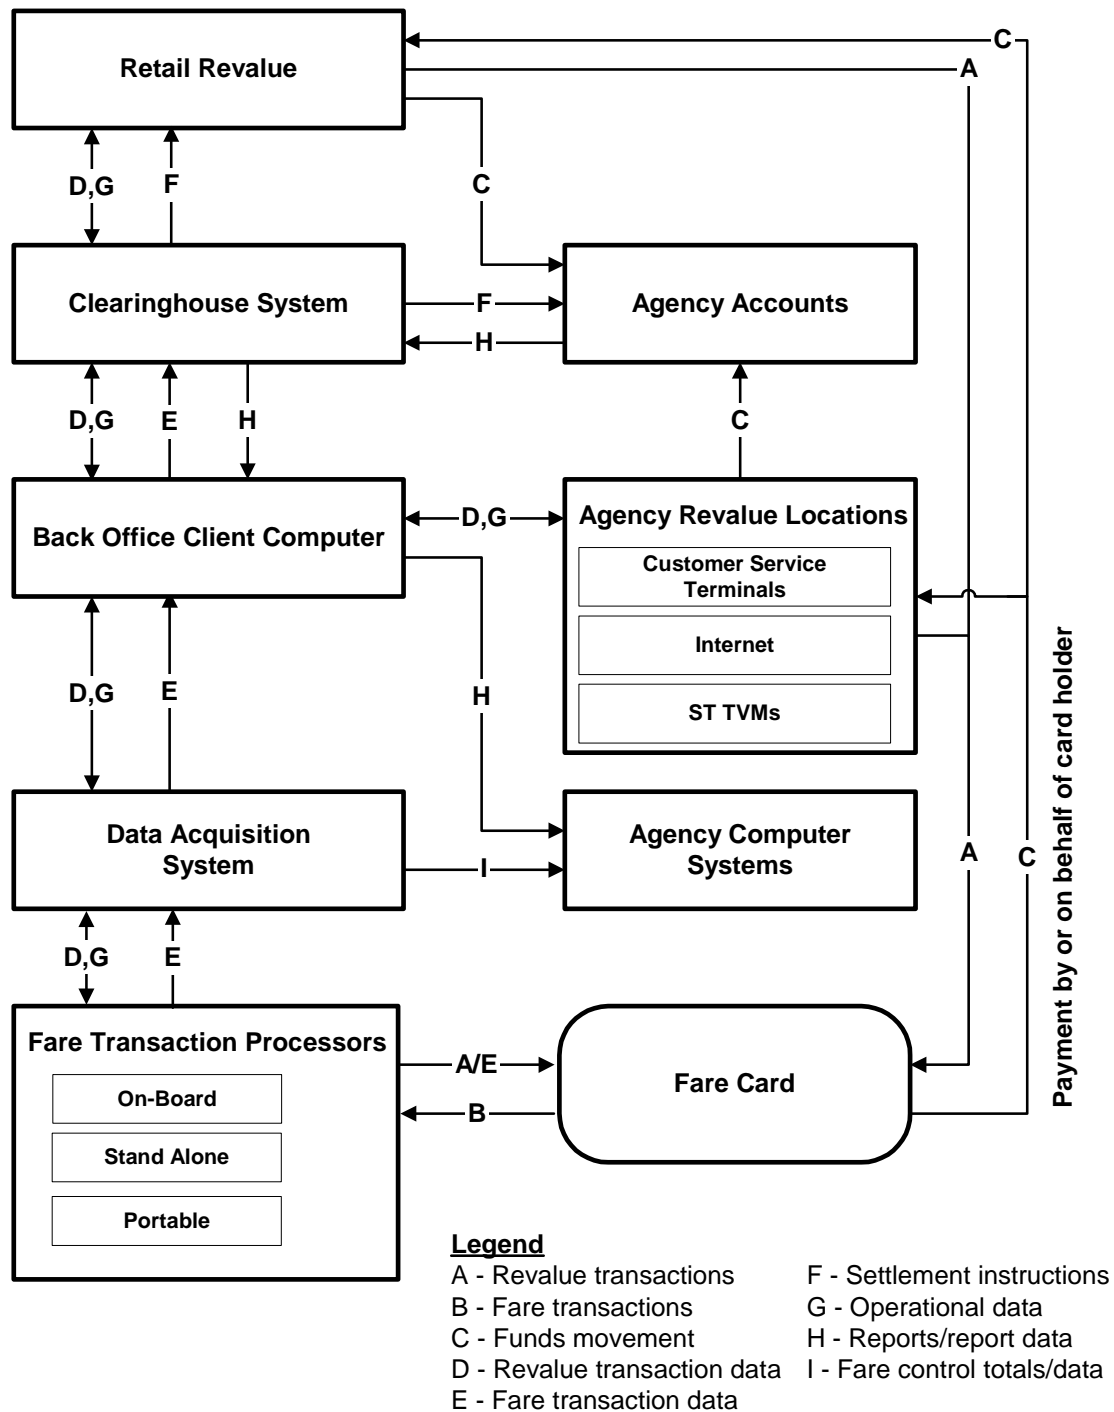 C
A
Retail Revalue
D,G
F
C
Clearinghouse System
F
H
Agency Accounts
D,G
E
H
C
Back Office Client Computer
D,G
Agency Revalue Locations
Customer Service
Terminals
Internet
ST TVMs
D,G
E
H
Payment by or on behalf of card holder
Data Acquisition
System
I
Agency Computer
Systems
A
C
D,G
E
Fare Transaction Processors
On-Board
Stand Alone
Portable
A/E
B
Fare Card
Legend
A - Revalue transactions
B - Fare transactions
C - Funds movement
D - Revalue transaction data
E - Fare transaction data
F - Settlement instructions
G - Operational data
H - Reports/report data
I - Fare control totals/data